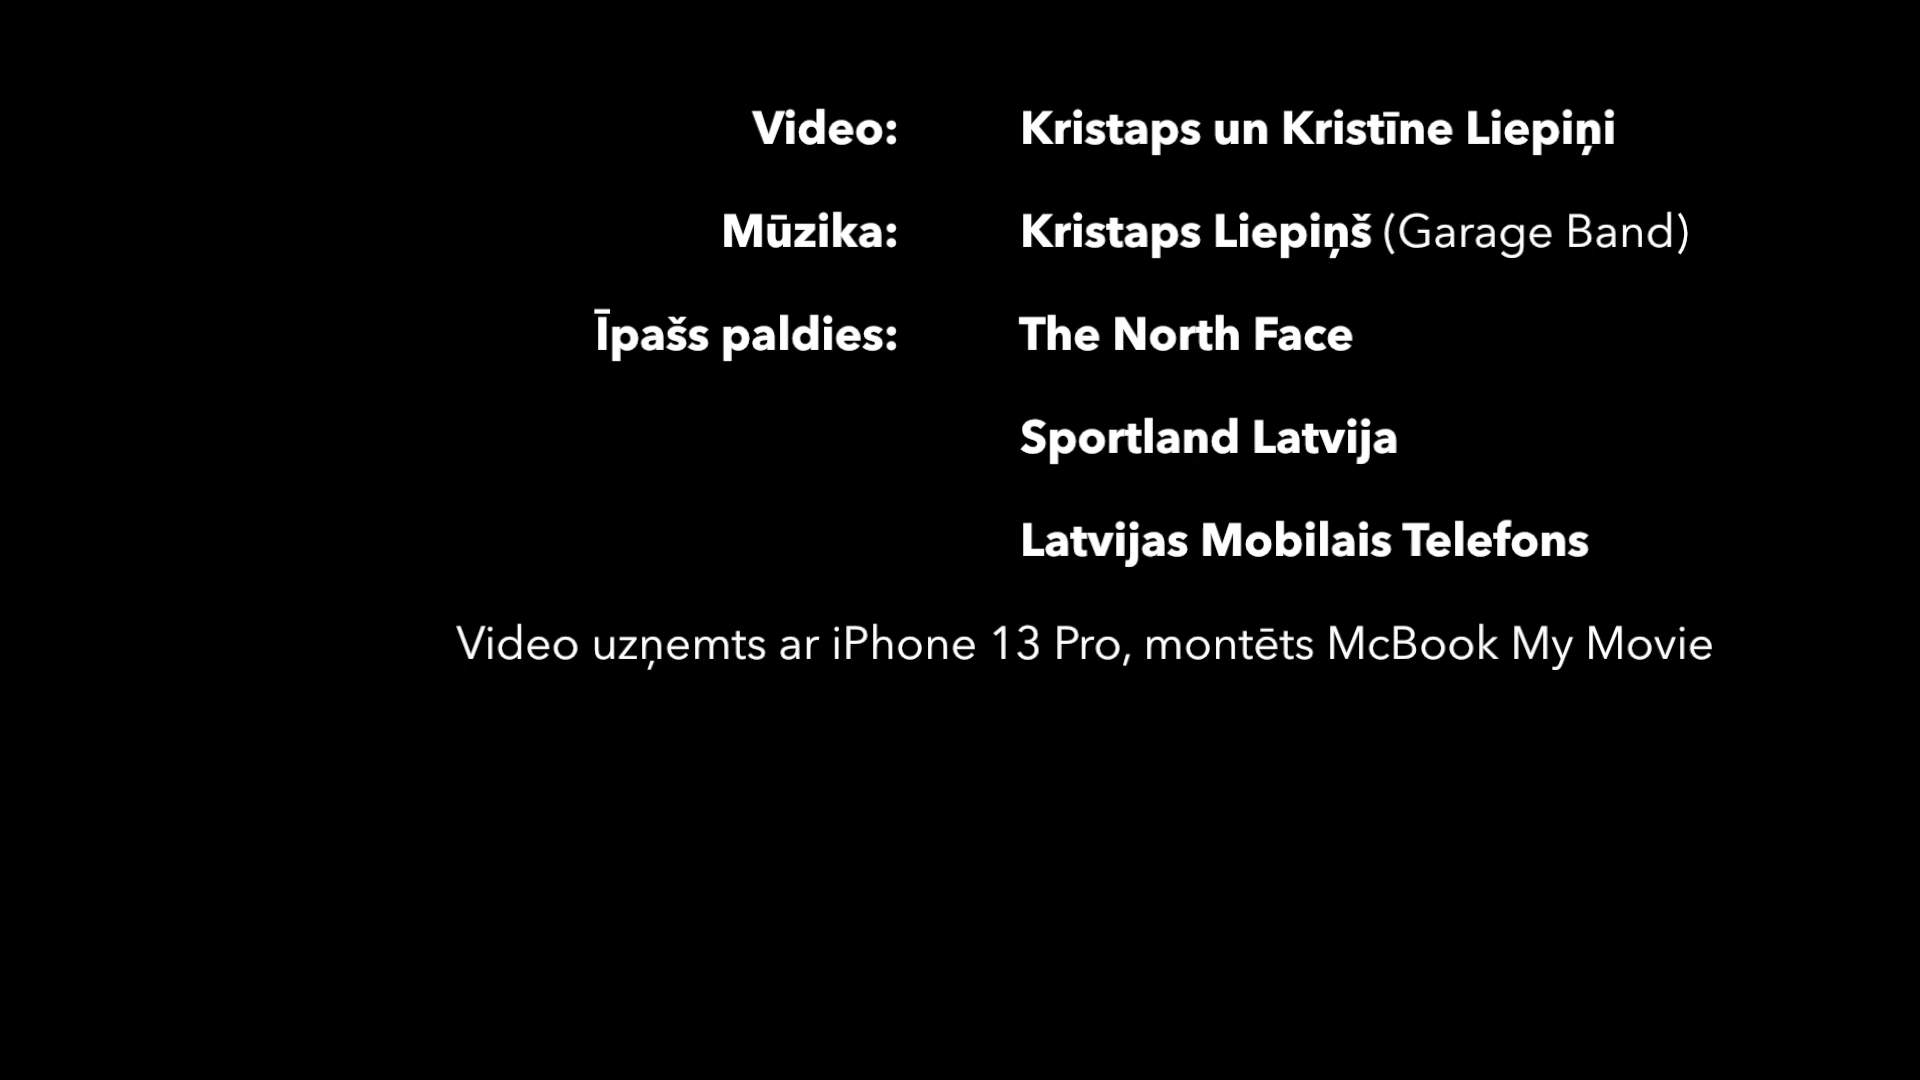 Video: Kristaps un Kristīne Liepiņi
Mūzika: Kristaps Liepiņš (Garage Band)
Īpašs paldies: The North Face
Sportland Latvija
Latvijas Mobilais Telefons
Video uzņemts ar iPhone 13 Pro, montēts McBook My Movie